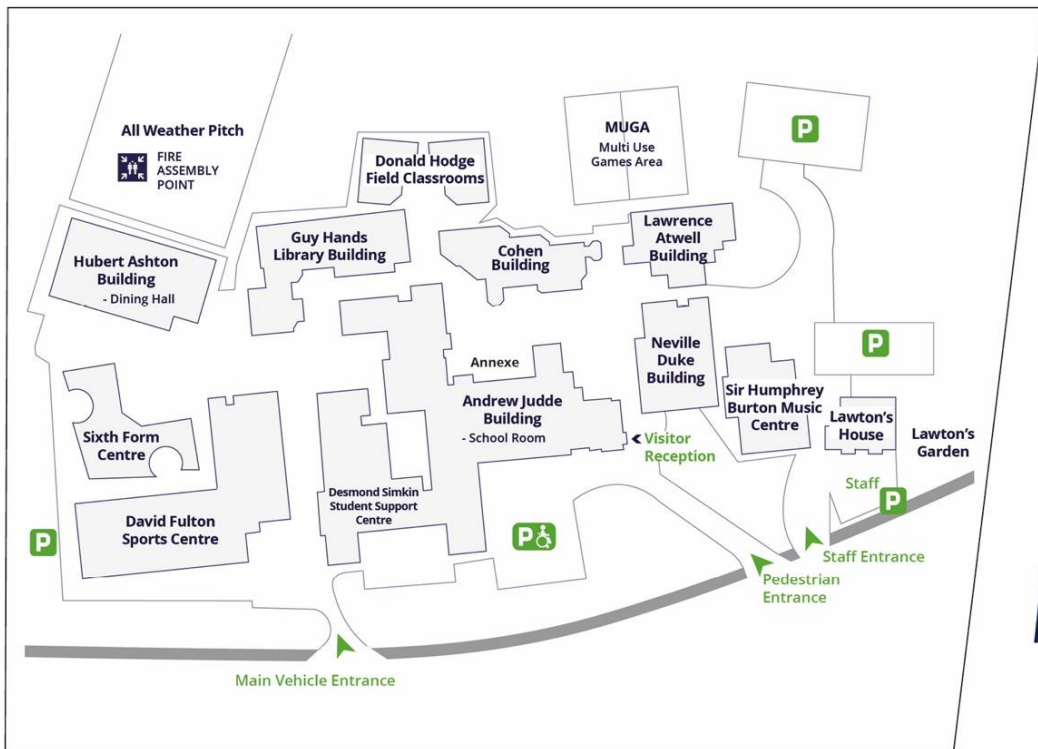 All Weather Pitch
FIRE
ASSEMBLY
POINT
Donald Hodge
Field Classrooms
MUGA
Multi Use
Games Area
P
Hubert Ashton
Building
- Dining Hall
Guy Hands
Library Building
Cohen
Building
Lawrence
Atwell
Building
P
Annexe
Neville
Duke
Building
Sir Humphrey
Burton Music
Centre
Lawton's
House
Lawton's
Garden
Andrew Judde
Building
- School Room
Visitor
Reception
Sixth Form
Centre
Desmond Simkin
Student Support
Centre
Staff
P
David Fulton
Sports Centre
P
P
Staff Entrance
Pedestrian
Entrance
Main Vehicle Entrance